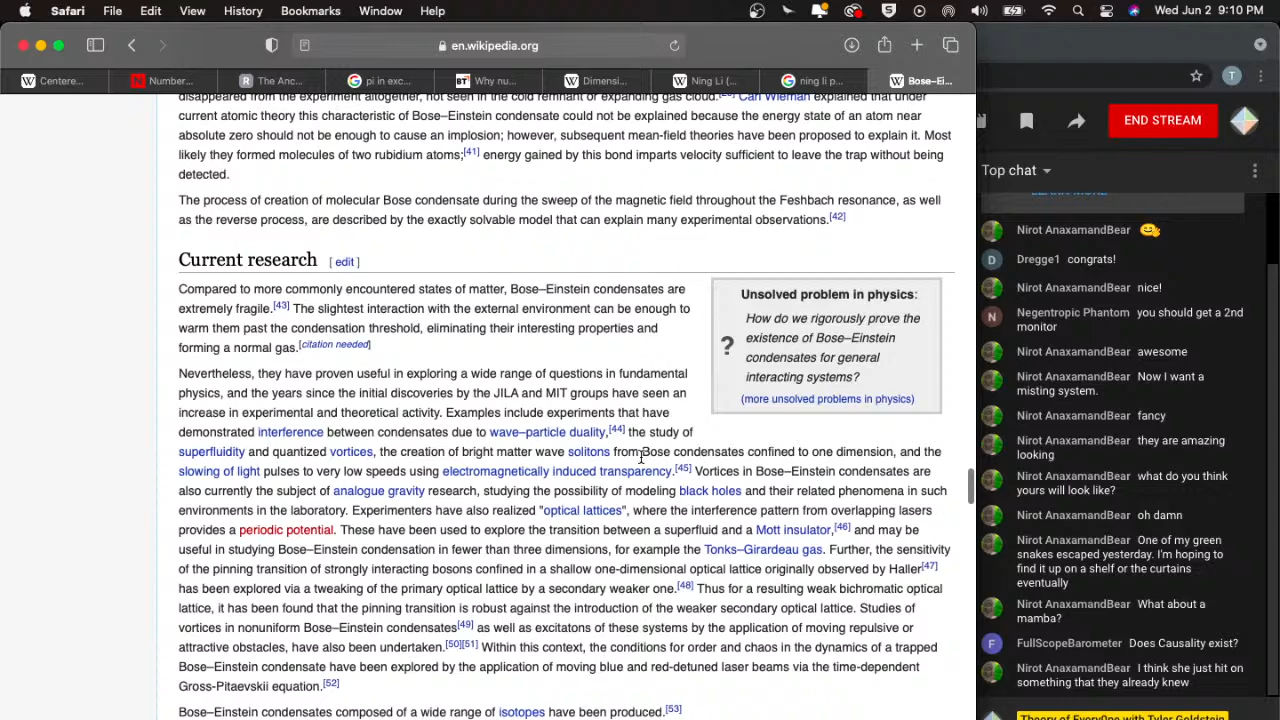 Safari File Edit View History Bookmarks Window Help Wed Jun 2 9:10 PM
en.wikipedia.org
Centere... Number... The Anc... pi in exc... Why nu... Dimensi... Ning Li (... ning li p... Bose–Ei...
disappeared from the experiment altogether, not seen in the cold remnant or expanding gas cloud. Carl Wieman explained that under
current atomic theory this characteristic of Bose–Einstein condensate could not be explained because the energy state of an atom near
absolute zero should not be enough to cause an implosion; however, subsequent mean-field theories have been proposed to explain it. Most
likely they formed molecules of two rubidium atoms;[41] energy gained by this bond imparts velocity sufficient to leave the trap without being
detected.
The process of creation of molecular Bose condensate during the sweep of the magnetic field throughout the Feshbach resonance, as well
as the reverse process, are described by the exactly solvable model that can explain many experimental observations.[42]
Current research [ edit ]
Compared to more commonly encountered states of matter, Bose–Einstein condensates are
extremely fragile.[43] The slightest interaction with the external environment can be enough to
warm them past the condensation threshold, eliminating their interesting properties and
forming a normal gas.[citation needed]
Unsolved problem in physics:
?
How do we rigorously prove the
existence of Bose–Einstein
condensates for general
interacting systems?
(more unsolved problems in physics)
Nevertheless, they have proven useful in exploring a wide range of questions in fundamental
physics, and the years since the initial discoveries by the JILA and MIT groups have seen an
increase in experimental and theoretical activity. Examples include experiments that have
demonstrated interference between condensates due to wave–particle duality,[44] the study of
superfluidity and quantized vortices, the creation of bright matter wave solitons from Bose condensates confined to one dimension, and the
slowing of light pulses to very low speeds using electromagnetically induced transparency.[45] Vortices in Bose–Einstein condensates are
also currently the subject of analogue gravity research, studying the possibility of modeling black holes and their related phenomena in such
environments in the laboratory. Experimenters have also realized "optical lattices", where the interference pattern from overlapping lasers
provides a periodic potential. These have been used to explore the transition between a superfluid and a Mott insulator,[46] and may be
useful in studying Bose–Einstein condensation in fewer than three dimensions, for example the Tonks–Girardeau gas. Further, the sensitivity
of the pinning transition of strongly interacting bosons confined in a shallow one-dimensional optical lattice originally observed by Haller[47]
has been explored via a tweaking of the primary optical lattice by a secondary weaker one.[48] Thus for a resulting weak bichromatic optical
lattice, it has been found that the pinning transition is robust against the introduction of the weaker secondary optical lattice. Studies of
vortices in nonuniform Bose–Einstein condensates[49] as well as excitatons of these systems by the application of moving repulsive or
attractive obstacles, have also been undertaken.[50][51] Within this context, the conditions for order and chaos in the dynamics of a trapped
Bose–Einstein condensate have been explored by the application of moving blue and red-detuned laser beams via the time-dependent
Gross-Pitaevskii equation.[52]
Bose–Einstein condensates composed of a wide range of isotopes have been produced.[53]
T
END STREAM
Top chat
LEARN MORE
Nirot AnaxamandBear
D Dregge1 congrats!
Nirot AnaxamandBear nice!
N Negentropic Phantom you should get a 2nd
monitor
Nirot AnaxamandBear awesome
Nirot AnaxamandBear Now I want a
misting system.
Nirot AnaxamandBear fancy
Nirot AnaxamandBear they are amazing
looking
Nirot AnaxamandBear what do you think
yours will look like?
Nirot AnaxamandBear oh damn
Nirot AnaxamandBear One of my green
snakes escaped yesterday. I'm hoping to
find it up on a shelf or the curtains
eventually
Nirot AnaxamandBear What about a
mamba?
F FullScopeBarometer Does Causality exist?
Nirot AnaxamandBear I think she just hit on
something that they already knew
Theory of EveryOne with Tyler Goldstein